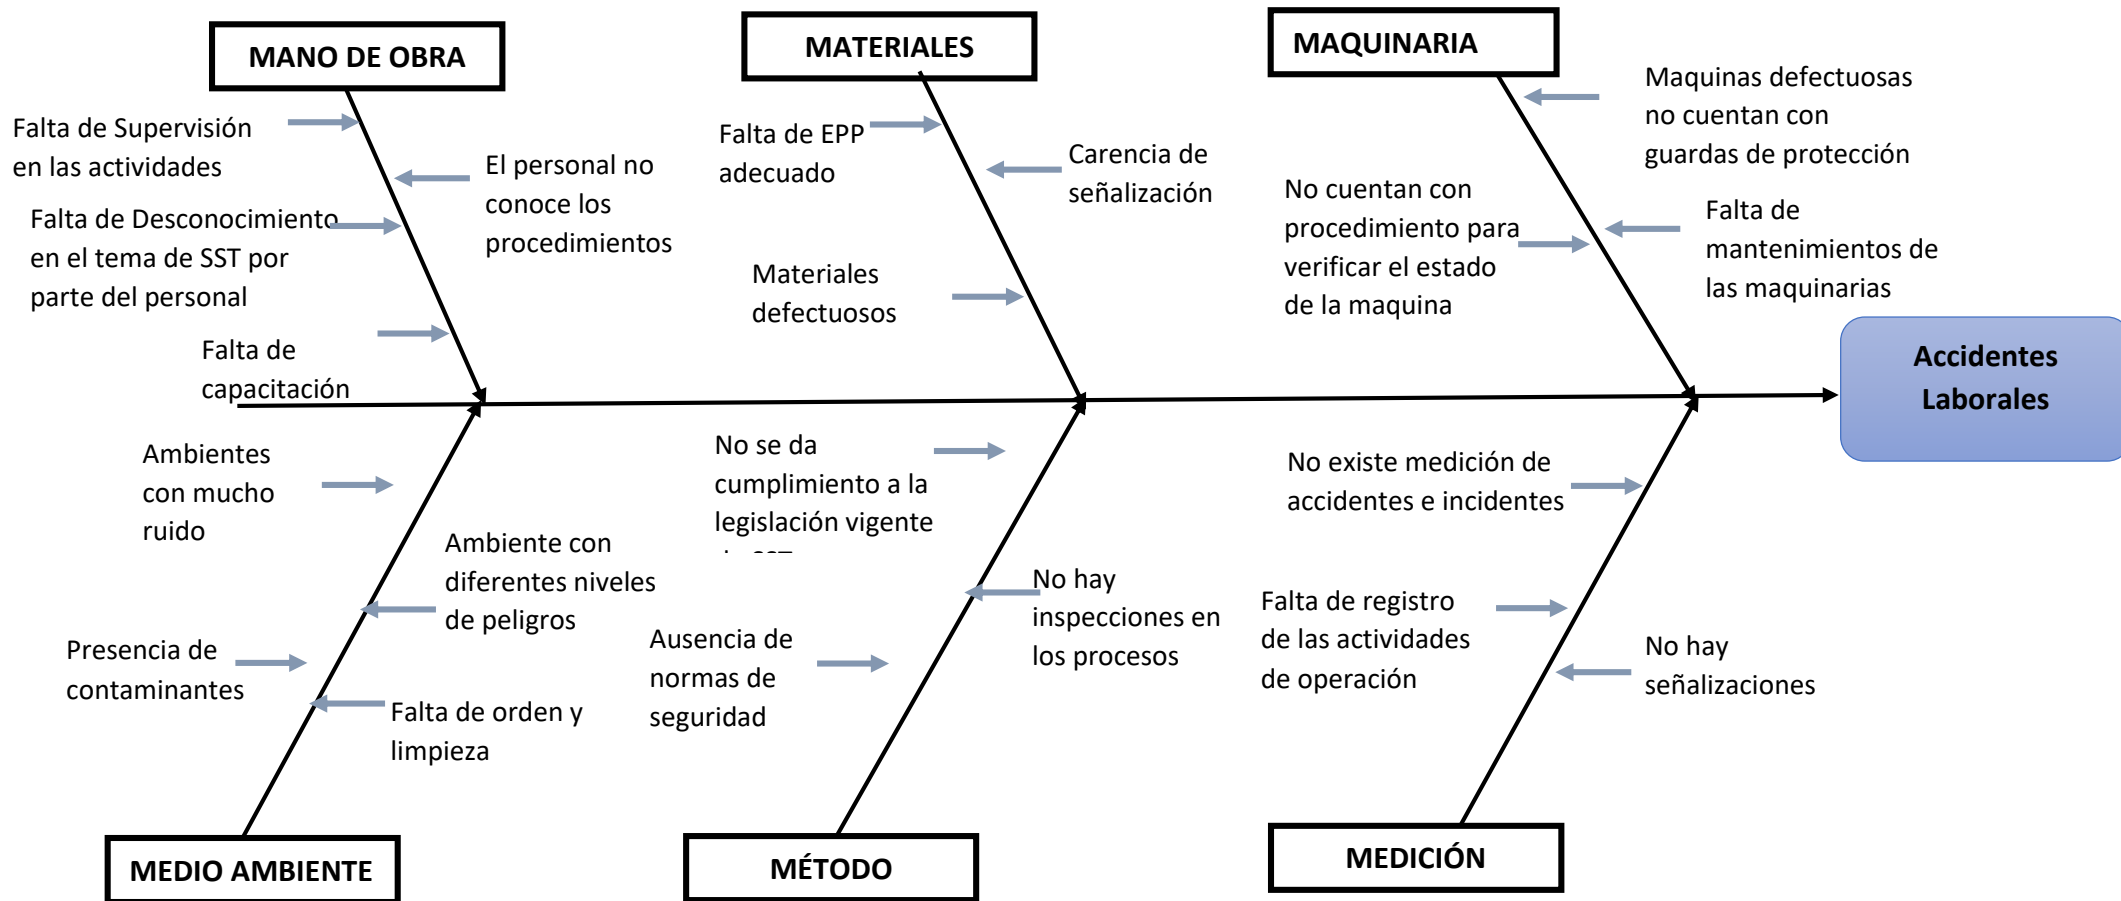 MANO DE OBRA
MATERIALES
MAQUINARIA
Falta de Supervisión
en las actividades
El personal no
conoce los
procedimientos
Falta de Desconocimiento
en el tema de SST por
parte del personal
Falta de
capacitación
Falta de EPP
adecuado
Carencia de
señalización
Materiales
defectuosos
Maquinas defectuosas
no cuentan con
guardas de protección
No cuentan con
procedimiento para
verificar el estado
de la maquina
Falta de
mantenimientos de
las maquinarias
Accidentes
Laborales
Ambientes
con mucho
ruido
Ambiente con
diferentes niveles
de peligros
Presencia de
contaminantes
Falta de orden y
limpieza
No se da
cumplimiento a la
legislación vigente
de SST
No hay
inspecciones en
los procesos
Ausencia de
normas de
seguridad
No existe medición de
accidentes e incidentes
Falta de registro
de las actividades
de operación
No hay
señalizaciones
MEDIO AMBIENTE
MÉTODO
MEDICIÓN